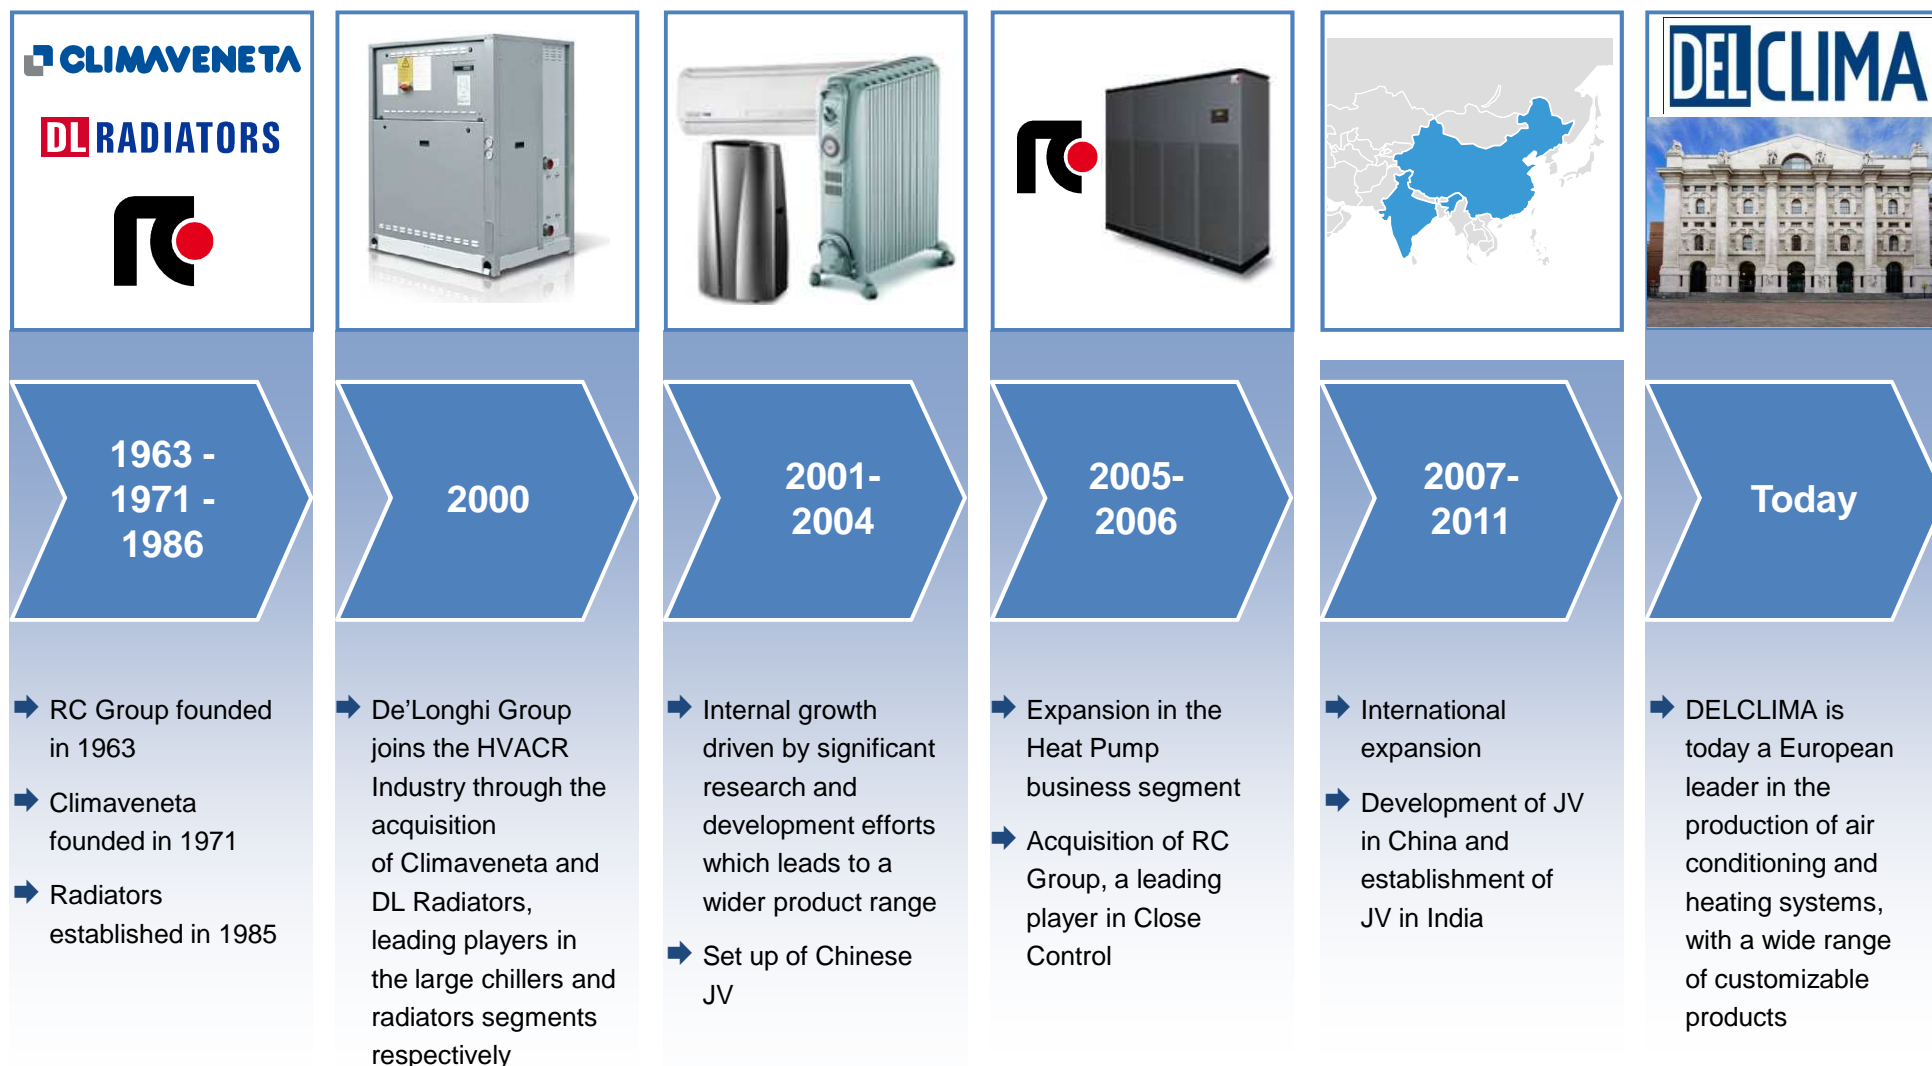 CLIMAVENETA
DL RADIATORS
rc
rc
DELCLIMA
1963 -
1971 -
1986
2000
2001-
2004
2005-
2006
2007-
2011
Today
RC Group founded
in 1963
Climaveneta
founded in 1971
Radiators
established in 1985
De’Longhi Group
joins the HVACR
Industry through the
acquisition
of Climaveneta and
DL Radiators,
leading players in
the large chillers and
radiators segments
respectively
Internal growth
driven by significant
research and
development efforts
which leads to a
wider product range
Set up of Chinese
JV
Expansion in the
Heat Pump
business segment
Acquisition of RC
Group, a leading
player in Close
Control
International
expansion
Development of JV
in China and
establishment of
JV in India
DELCLIMA is
today a European
leader in the
production of air
conditioning and
heating systems,
with a wide range
of customizable
products